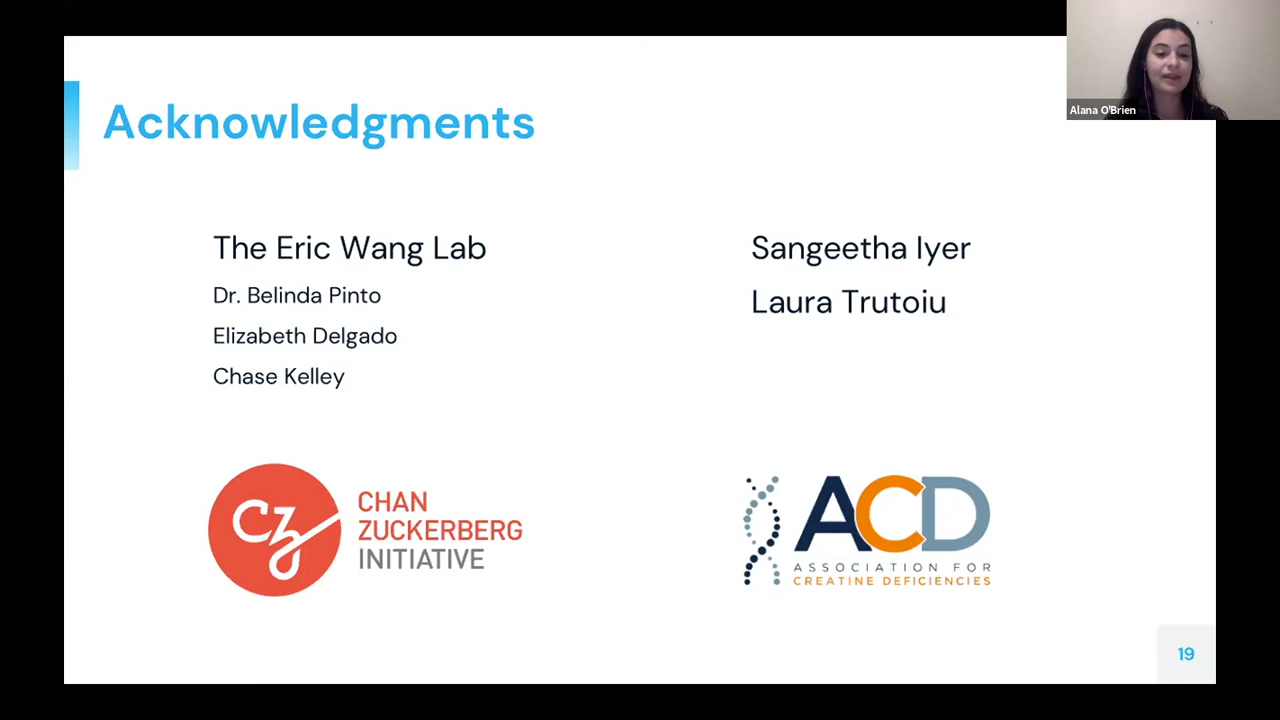 Alana O'Brien
Acknowledgments
The Eric Wang Lab
Dr. Belinda Pinto
Elizabeth Delgado
Chase Kelley
Sangeetha Iyer
Laura Trutoiu
CZ
CHAN
ZUCKERBERG
INITIATIVE
ACD
ASSOCIATION FOR
CREATINE DEFICIENCIES
19